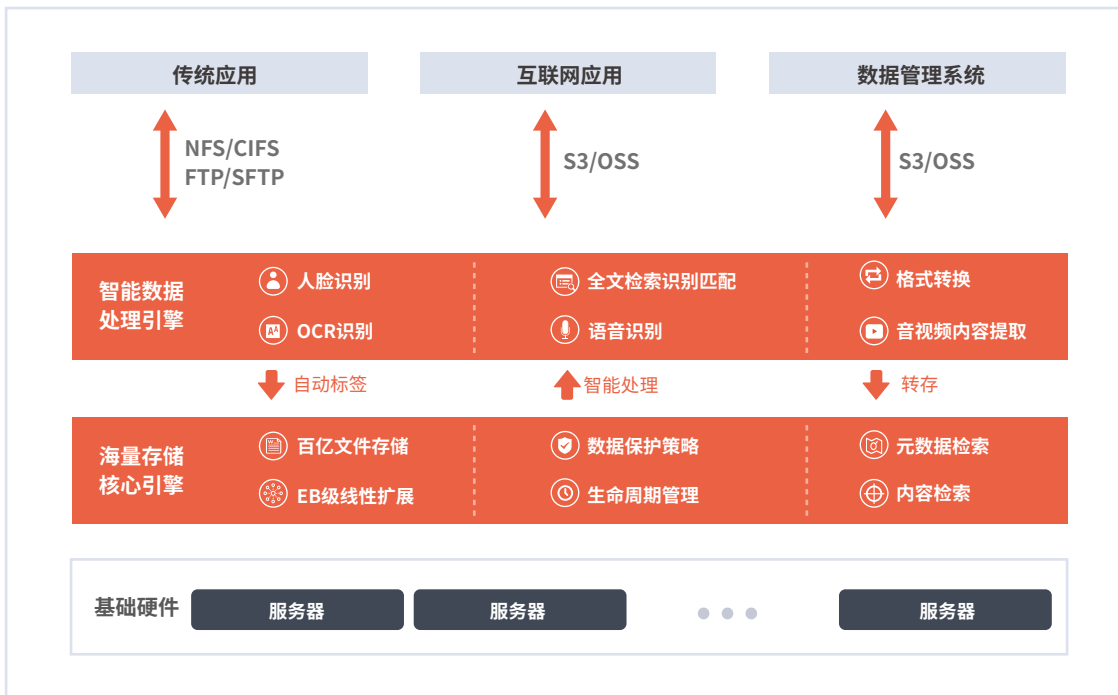 传统应用
互联网应用
数据管理系统
NFS/CIFS
FTP/SFTP
S3/OSS
S3/OSS
智能数据
处理引擎
人脸识别
全文检索识别匹配
格式转换
OCR识别
语音识别
音视频内容提取
自动标签
智能处理
转存
海量存储
核心引擎
百亿文件存储
数据保护策略
元数据检索
EB级线性扩展
生命周期管理
内容检索
基础硬件
服务器
服务器
服务器